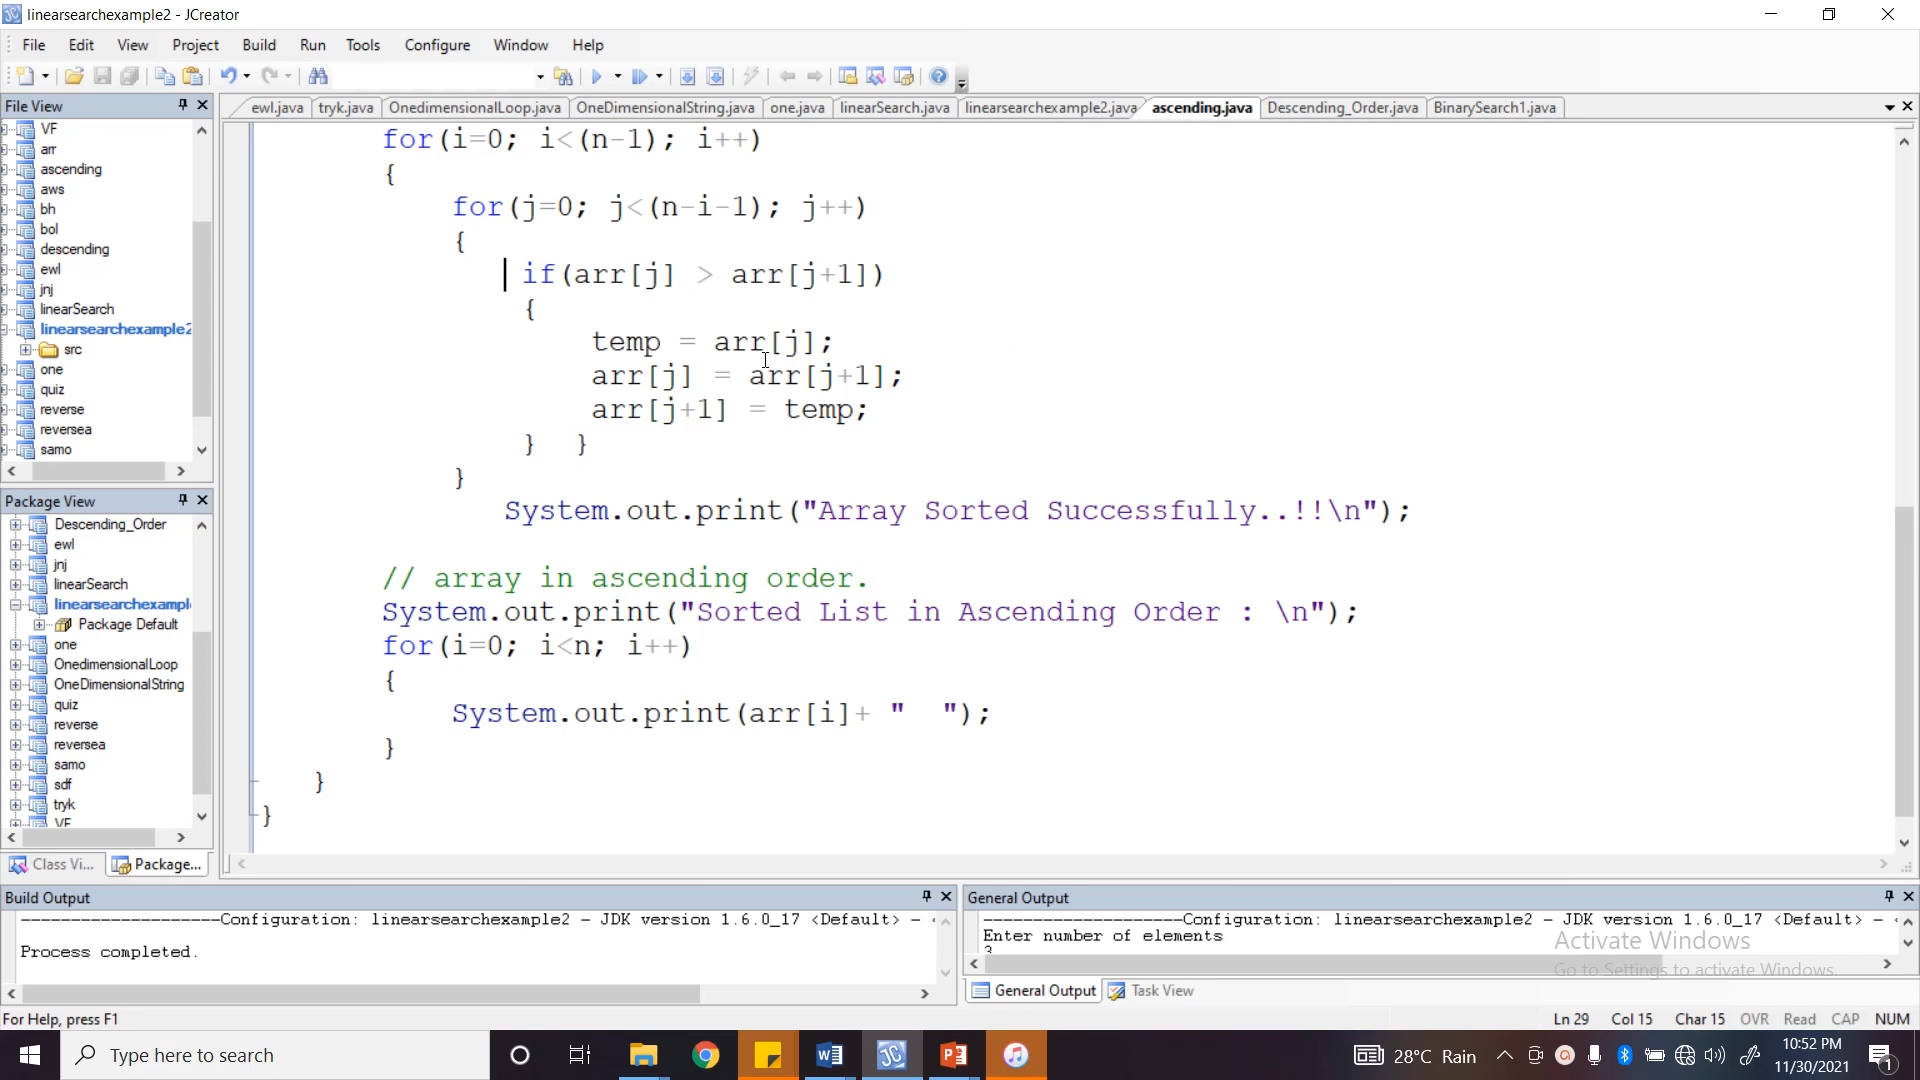 linearsearchexample2 - JCreator
File Edit View Project Build Run Tools Configure Window Help
File View
VF
arr
ascending
aws
bh
bol
descending
ewl
jnj
linearSearch
linearsearchexample2
src
one
quiz
reverse
reversea
samo
Package View
Descending_Order
ewl
jnj
linearSearch
linearsearchexampl
Package Default
one
OnedimensionalLoop
OneDimensionalString
quiz
reverse
reversea
samo
sdf
tryk
VF
Class Vi... Package...
ewl.java tryk.java OnedimensionalLoop.java OneDimensionalString.java one.java linearSearch.java linearsearchexample2.java ascending.java Descending_Order.java BinarySearch1.java
for(i=0; i<(n-1); i++)
{
for(j=0; j<(n-i-1); j++)
{
if(arr[j] > arr[j+1])
{
temp = arr[j];
arr[j] = arr[j+1];
arr[j+1] = temp;
} }
}
System.out.print("Array Sorted Successfully..!!\n");
// array in ascending order.
System.out.print("Sorted List in Ascending Order : \n");
for(i=0; i<n; i++)
{
System.out.print(arr[i]+ "  ");
}
}
}
Build Output
--------------------Configuration: linearsearchexample2 - JDK version 1.6.0_17 <Default> -
Process completed.
General Output
--------------------Configuration: linearsearchexample2 - JDK version 1.6.0_17 <Default> -
Enter number of elements
3
General Output Task View
Activate Windows
Go to Settings to activate Windows.
For Help, press F1
Ln 29 Col 15 Char 15 OVR Read CAP NUM
Type here to search
28°C Rain
10:52 PM
11/30/2021
1